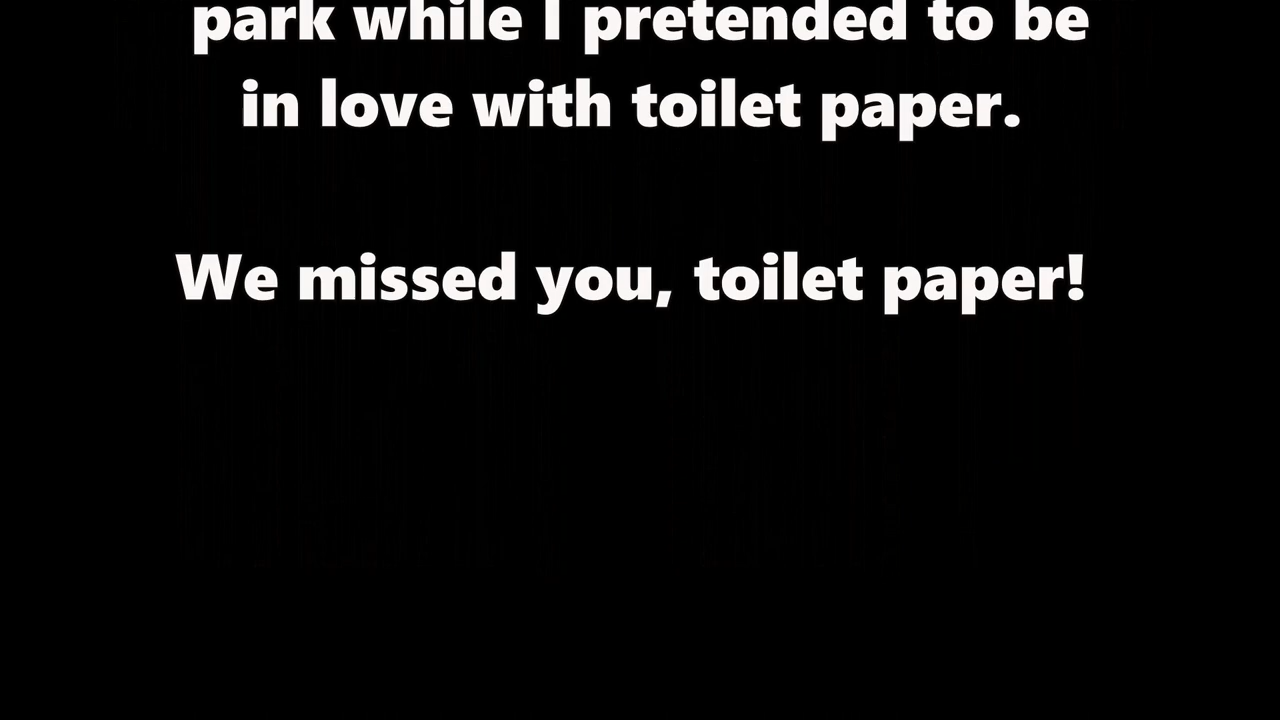 park while I pretended to be
in love with toilet paper.
We missed you, toilet paper!